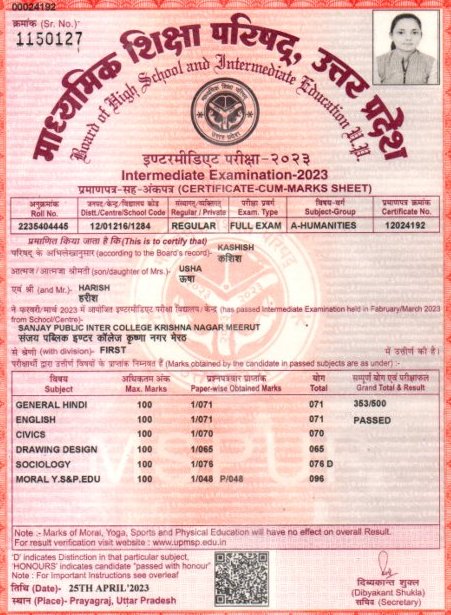 00024192
क्रमांक (Sr. No.)
1150127
माध्यमिक शिक्षा परिषद्, उत्तर प्रदेश
Board of High School and Intermediate Education U.P.
इण्टरमीडिएट परीक्षा-२०२३
Intermediate Examination-2023
प्रमाणपत्र-सह-अंकपत्र (CERTIFICATE-CUM-MARKS SHEET)
अनुक्रमांक जनपद/केन्द्र/विद्यालय कोड संस्थागत/व्यक्तिगत परीक्षा प्रकार विषय-वर्ग प्रमाणपत्र क्रमांक
Roll No. Distt./Centre/School Code Regular / Private Exam. Type Subject-Group Certificate No.
2235404445 12/01216/1284 REGULAR FULL EXAM A-HUMANITIES 12024192
प्रमाणित किया जाता है कि(This is to certify that)
परिषद् के अभिलेखानुसार (according to the Board's record)- KASHISH
कशिश
आत्मज / आत्मजा श्रीमती (son/daughter of Mrs.)- USHA
ऊषा
एवं श्री (and Mr.)- HARISH
हरीश
ने फरवरी/मार्च 2023 में आयोजित इण्टरमीडिएट परीक्षा विद्यालय/ केन्द्र (has passed Intermediate Examination held in Fabruary/March 2023
from School/Centre)-
SANJAY PUBLIC INTER COLLEGE KRISHNA NAGAR MEERUT
संजय पब्लिक इण्टर कॉलेज कृष्णा नगर मेरठ
से श्रेणी (with division)- FIRST में उत्तीर्ण की है।
परीक्षार्थी द्वारा उत्तीर्ण विषयों के प्राप्तांक निम्नवत हैं (Marks obtained by the candidate in passed subjects are as under) :-
विषय अधिकतम अंक प्रश्नपत्रवार प्राप्तांक योग सम्पूर्ण योग एवं परीक्षाफल
Subject Max. Marks Paper-wise Obtained Marks Total Grand Total & Result
GENERAL HINDI 100 1/071 071 353/500
ENGLISH 100 1/071 071 PASSED
CIVICS 100 1/070 070
DRAWING DESIGN 100 1/065 065
SOCIOLOGY 100 1/076 076 D
MORAL Y.S&P.EDU 100 1/048 P/048 096
Note :- Marks of Moral, Yoga, Sports and Physical Education will have no effect on overall Result.
For result verification visit website : www.upmsp.edu.in
'D' indicates Distinction in that particular subject,
'HONOURS' indicates candidate "passed with honour"
Note : For Important Instructions see overleaf
तिथि (Date)- 25TH APRIL'2023
स्थान (Place)- Prayagraj, Uttar Pradesh
दिव्यकान्त शुक्ल
(Dibyakant Shukla)
सचिव (Secretary)